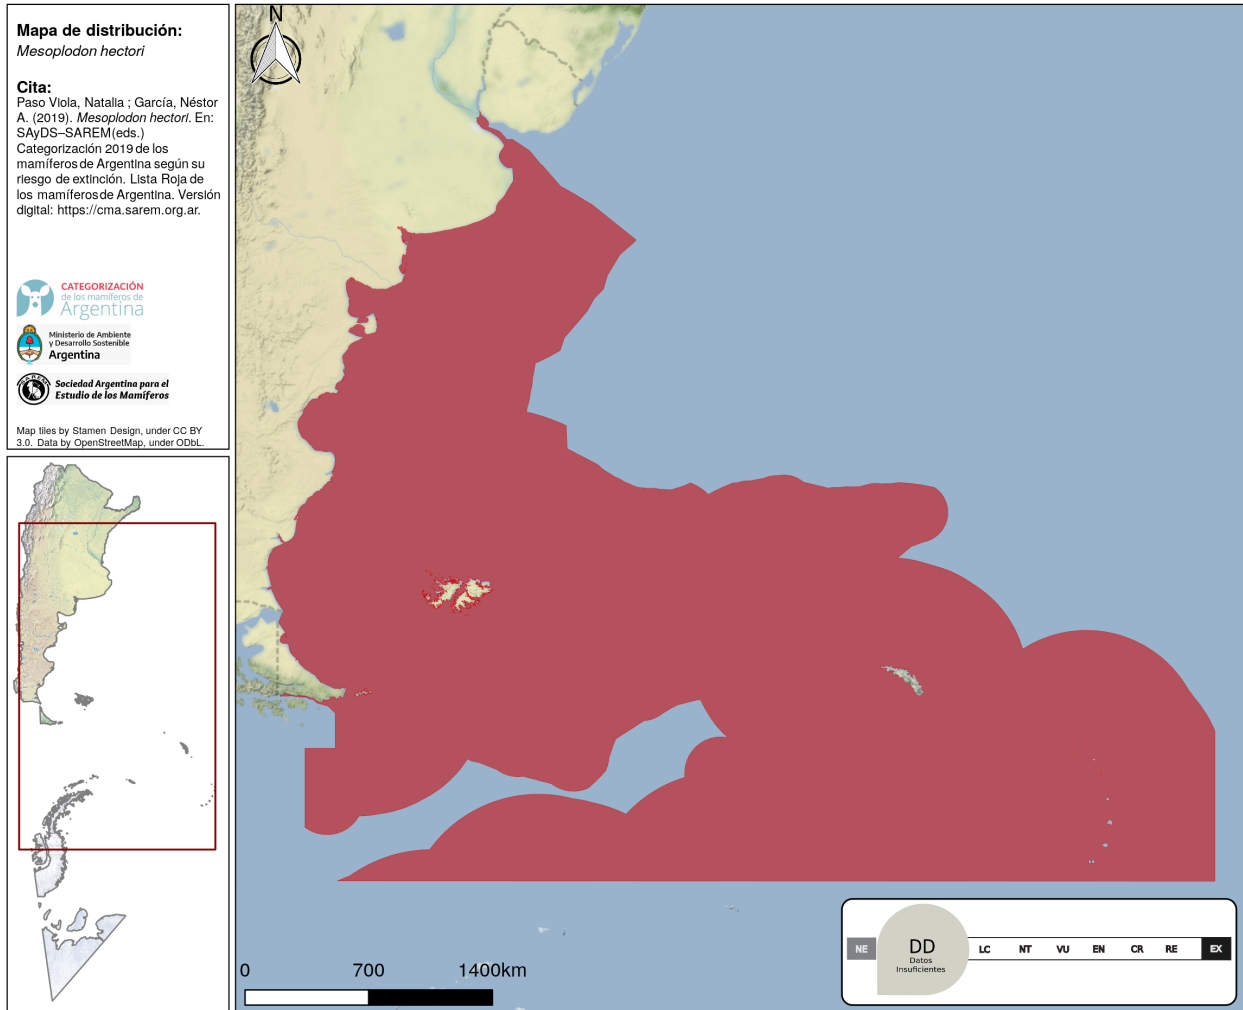 Mapa de distribución:
Mesoplodon hectori
Cita:
Paso Viola, Natalia ; García, Néstor
A. (2019). Mesoplodon hectori. En:
SAyDS–SAREM(eds.)
Categorización 2019 de los
mamíferos de Argentina según su
riesgo de extinción. Lista Roja de
los mamíferos de Argentina. Versión
digital: https://cma.sarem.org.ar.
CATEGORIZACIÓN
de los mamíferos de
Argentina
Ministerio de Ambiente
y Desarrollo Sostenible
Argentina
SAREM
Sociedad Argentina para el
Estudio de los Mamíferos
Map tiles by Stamen Design, under CC BY
3.0. Data by OpenStreetMap, under ODbL.
N
0 700 1400km
NE DD LC NT VU EN CR RE EX
Datos
Insuficientes